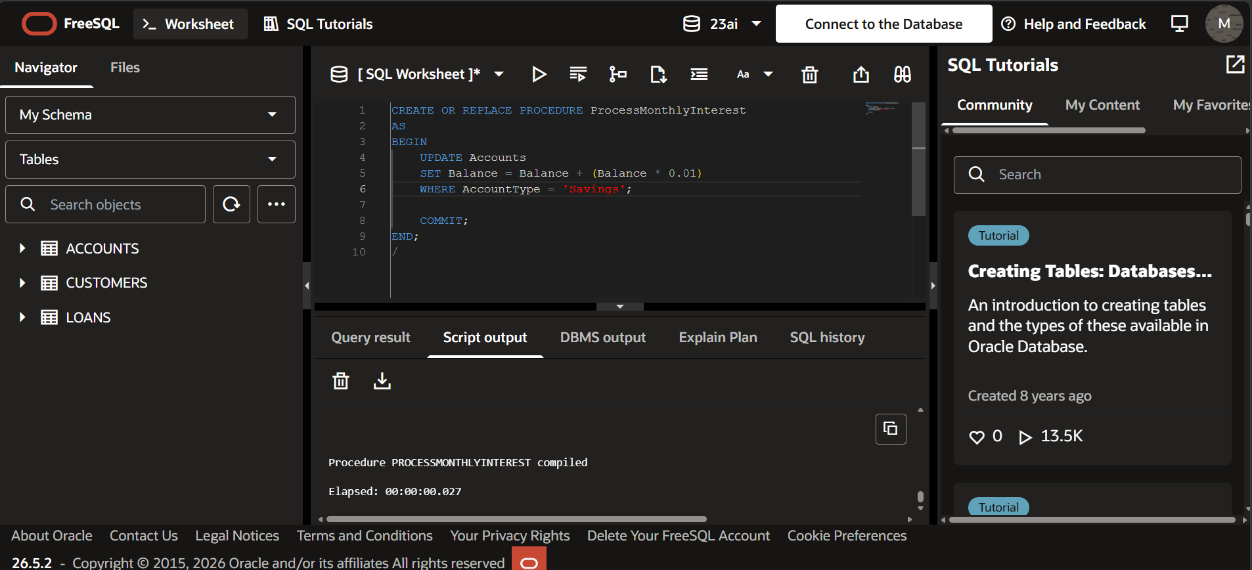 FreeSQL
Worksheet
SQL Tutorials
23ai
Connect to the Database
Help and Feedback
M
Navigator
Files
My Schema
Tables
Search objects
ACCOUNTS
CUSTOMERS
LOANS
[ SQL Worksheet ]*
Aa
1 CREATE OR REPLACE PROCEDURE ProcessMonthlyInterest
2 AS
3 BEGIN
4 UPDATE Accounts
5 SET Balance = Balance + (Balance * 0.01)
6 WHERE AccountType = 'Savings';
7
8 COMMIT;
9 END;
10 /
Query result
Script output
DBMS output
Explain Plan
SQL history
Procedure PROCESSMONTHLYINTEREST compiled
Elapsed: 00:00:00.027
SQL Tutorials
Community
My Content
My Favorites
Search
Tutorial
Creating Tables: Databases...
An introduction to creating tables
and the types of these available in
Oracle Database.
Created 8 years ago
0
13.5K
Tutorial
About Oracle
Contact Us
Legal Notices
Terms and Conditions
Your Privacy Rights
Delete Your FreeSQL Account
Cookie Preferences
26.5.2 - Copyright © 2015, 2026 Oracle and/or its affiliates All rights reserved